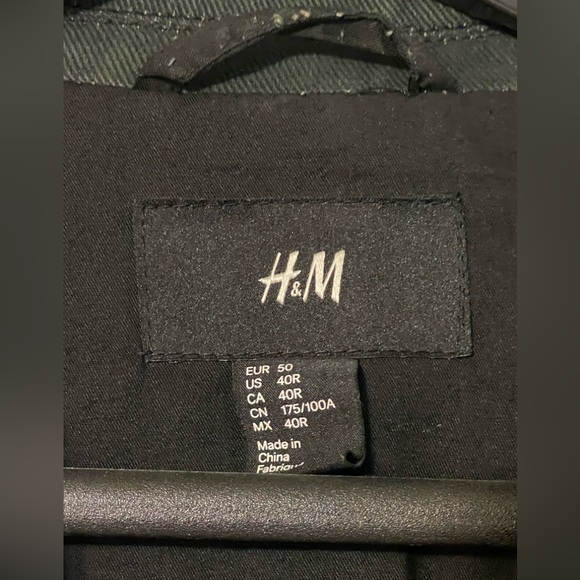 H&M
EUR 50
US 40R
CA 40R
CN 175/100A
MX 40R
Made in
China